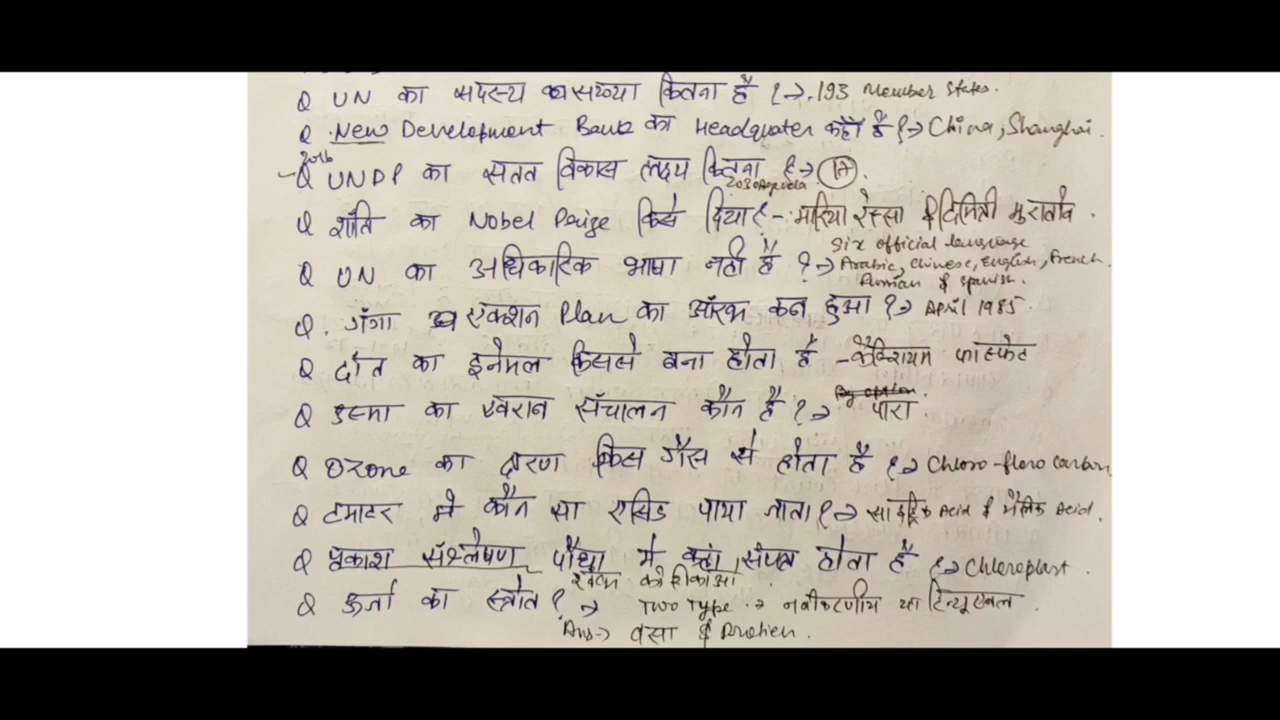 Q UN का सदस्य संख्या कितना है ? → 193 Member States.
Q New Development Bank का Headquater कहाँ है ? → China, Shanghai.
2016
Q UNDP का सतत विकास लक्ष्य कितना ? → 17.
2030 Agenda
Q शांति का Nobel Prize किसे दिया ? - मारिया रेस्सा & दिमित्री मुरातोव.
Six official language
Q UN का अधिकारिक भाषा नही है ? → Arabic, Chinese, English, French
Russian & Spanish.
Q. गंगा एक्शन Plan का आरंभ कब हुआ ? → April 1985.
Q दाँत का इनेमल किससे बना होता है - कैल्शियम फास्फेट
Q उस्मा का संचालन कौन है ? → पारा
Q Ozone का क्षरण किस गैस से होता है ? → Chloro-floro carbon
Q टमाटर मे कौन सा एसिड पाया जाता ? → साइट्रिक Acid & मैलिक Acid.
Q प्रकाश संश्लेषण पौधा मे कहां संपन्न होता है ? → Chloroplast.
कोशिकाओ
Q ऊर्जा का स्त्रोत ? → Two Type → नवीकरणीय या रिन्यूएबल
Ans → वसा & Protien.